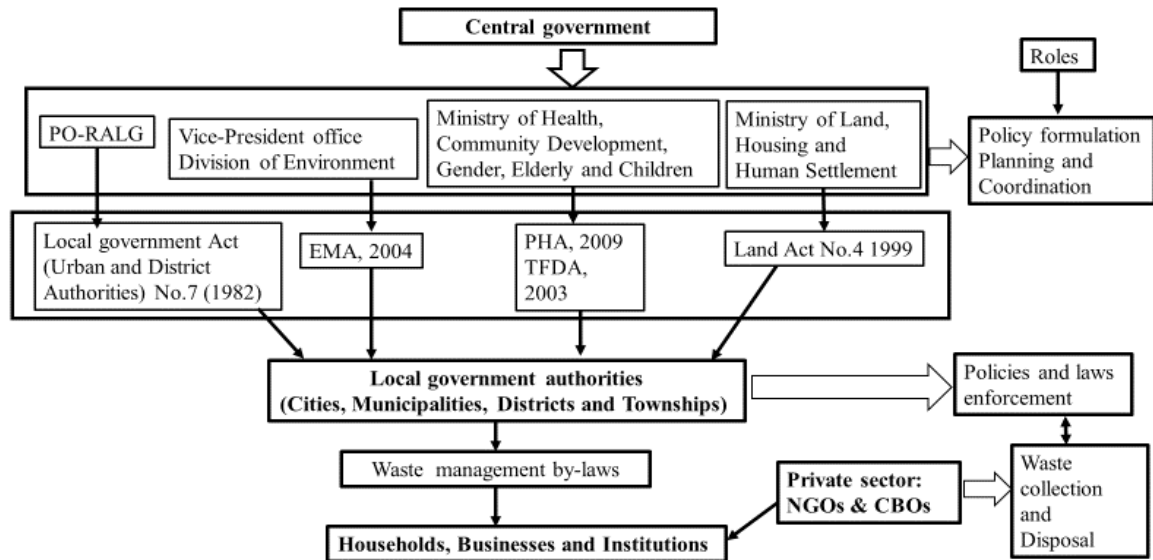 Central government
Roles
PO-RALG
Vice-President office
Division of Environment
Ministry of Health,
Community Development,
Gender, Elderly and Children
Ministry of Land,
Housing and
Human Settlement
Policy formulation
Planning and
Coordination
Local government Act
(Urban and District
Authorities) No.7 (1982)
EMA, 2004
PHA, 2009
TFDA,
2003
Land Act No.4 1999
Local government authorities
(Cities, Municipalities, Districts and Townships)
Policies and laws
enforcement
Waste management by-laws
Private sector:
NGOs & CBOs
Waste
collection
and
Disposal
Households, Businesses and Institutions